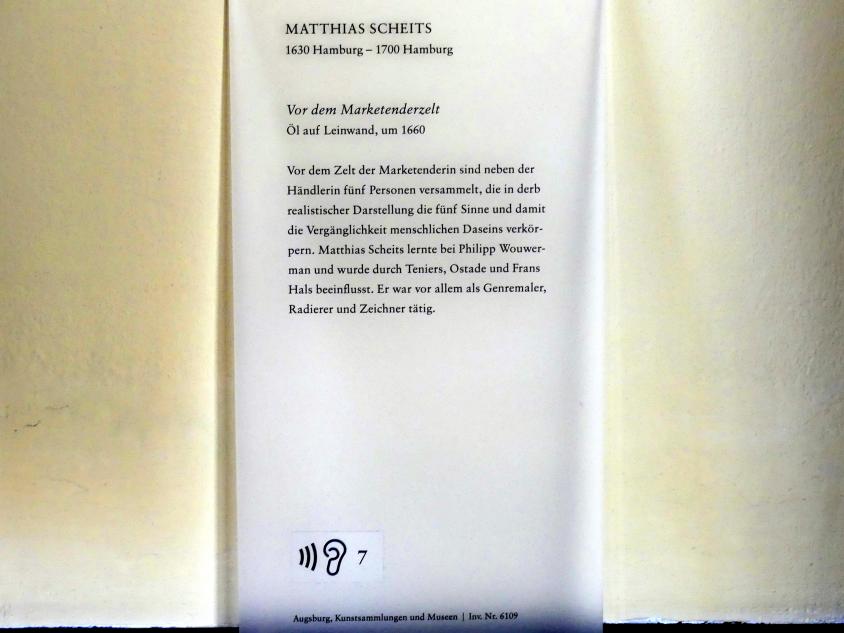 MATTHIAS SCHEITS
1630 Hamburg – 1700 Hamburg
Vor dem Marketenderzelt
Öl auf Leinwand, um 1660
Vor dem Zelt der Marketenderin sind neben der
Händlerin fünf Personen versammelt, die in derb
realistischer Darstellung die fünf Sinne und damit
die Vergänglichkeit menschlichen Daseins verkör-
pern. Matthias Scheits lernte bei Philipp Wouwer-
man und wurde durch Teniers, Ostade und Frans
Hals beeinflusst. Er war vor allem als Genremaler,
Radierer und Zeichner tätig.
7
Augsburg, Kunstsammlungen und Museen | Inv. Nr. 6109